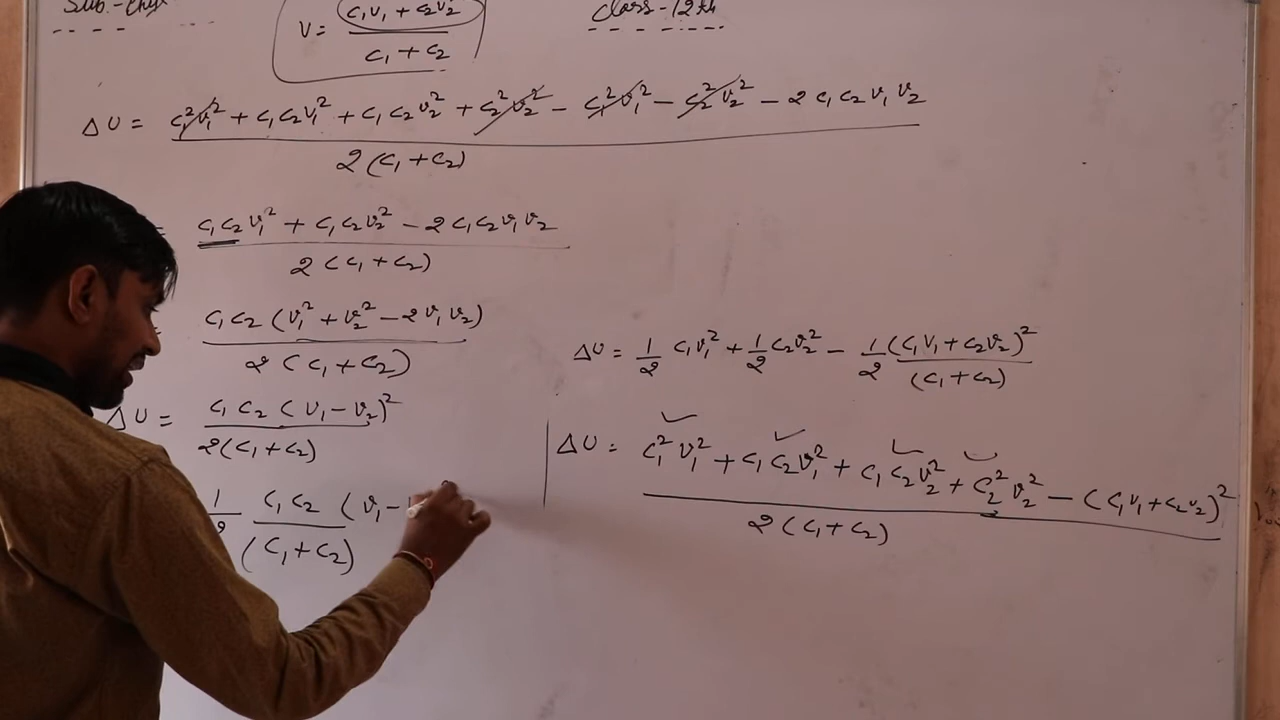 Sub.-Phy
Class-12th
V = C₁V₁ + C₂V₂ / C₁ + C₂
ΔU = C₁²V₁² + C₁C₂V₁² + C₁C₂V₂² + C₂²V₂² - C₁²V₁² - C₂²V₂² - 2C₁C₂V₁V₂ / 2(C₁ + C₂)
= C₁C₂V₁² + C₁C₂V₂² - 2C₁C₂V₁V₂ / 2(C₁ + C₂)
= C₁C₂(V₁² + V₂² - 2V₁V₂) / 2(C₁ + C₂)
ΔU = C₁C₂(V₁ - V₂)² / 2(C₁ + C₂)
1/2 C₁C₂/(C₁ + C₂) (V₁ -
ΔU = 1/2 C₁V₁² + 1/2 C₂V₂² - 1/2 (C₁V₁ + C₂V₂)²/(C₁ + C₂)
ΔU = C₁²V₁² + C₁C₂V₁² + C₁C₂V₂² + C₂²V₂² - (C₁V₁ + C₂V₂)² / 2(C₁ + C₂)